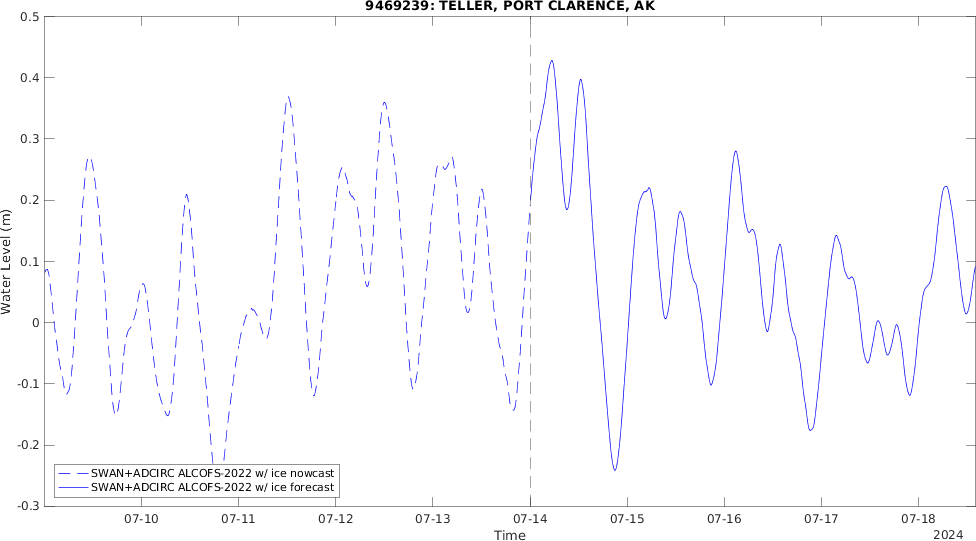 9469239: TELLER, PORT CLARENCE, AK
0.5
0.4
0.3
0.2
0.1
0
-0.1
-0.2
-0.3
Water Level (m)
SWAN+ADCIRC ALCOFS-2022 w/ ice nowcast
SWAN+ADCIRC ALCOFS-2022 w/ ice forecast
07-10 07-11 07-12 07-13 07-14 07-15 07-16 07-17 07-18
Time
2024